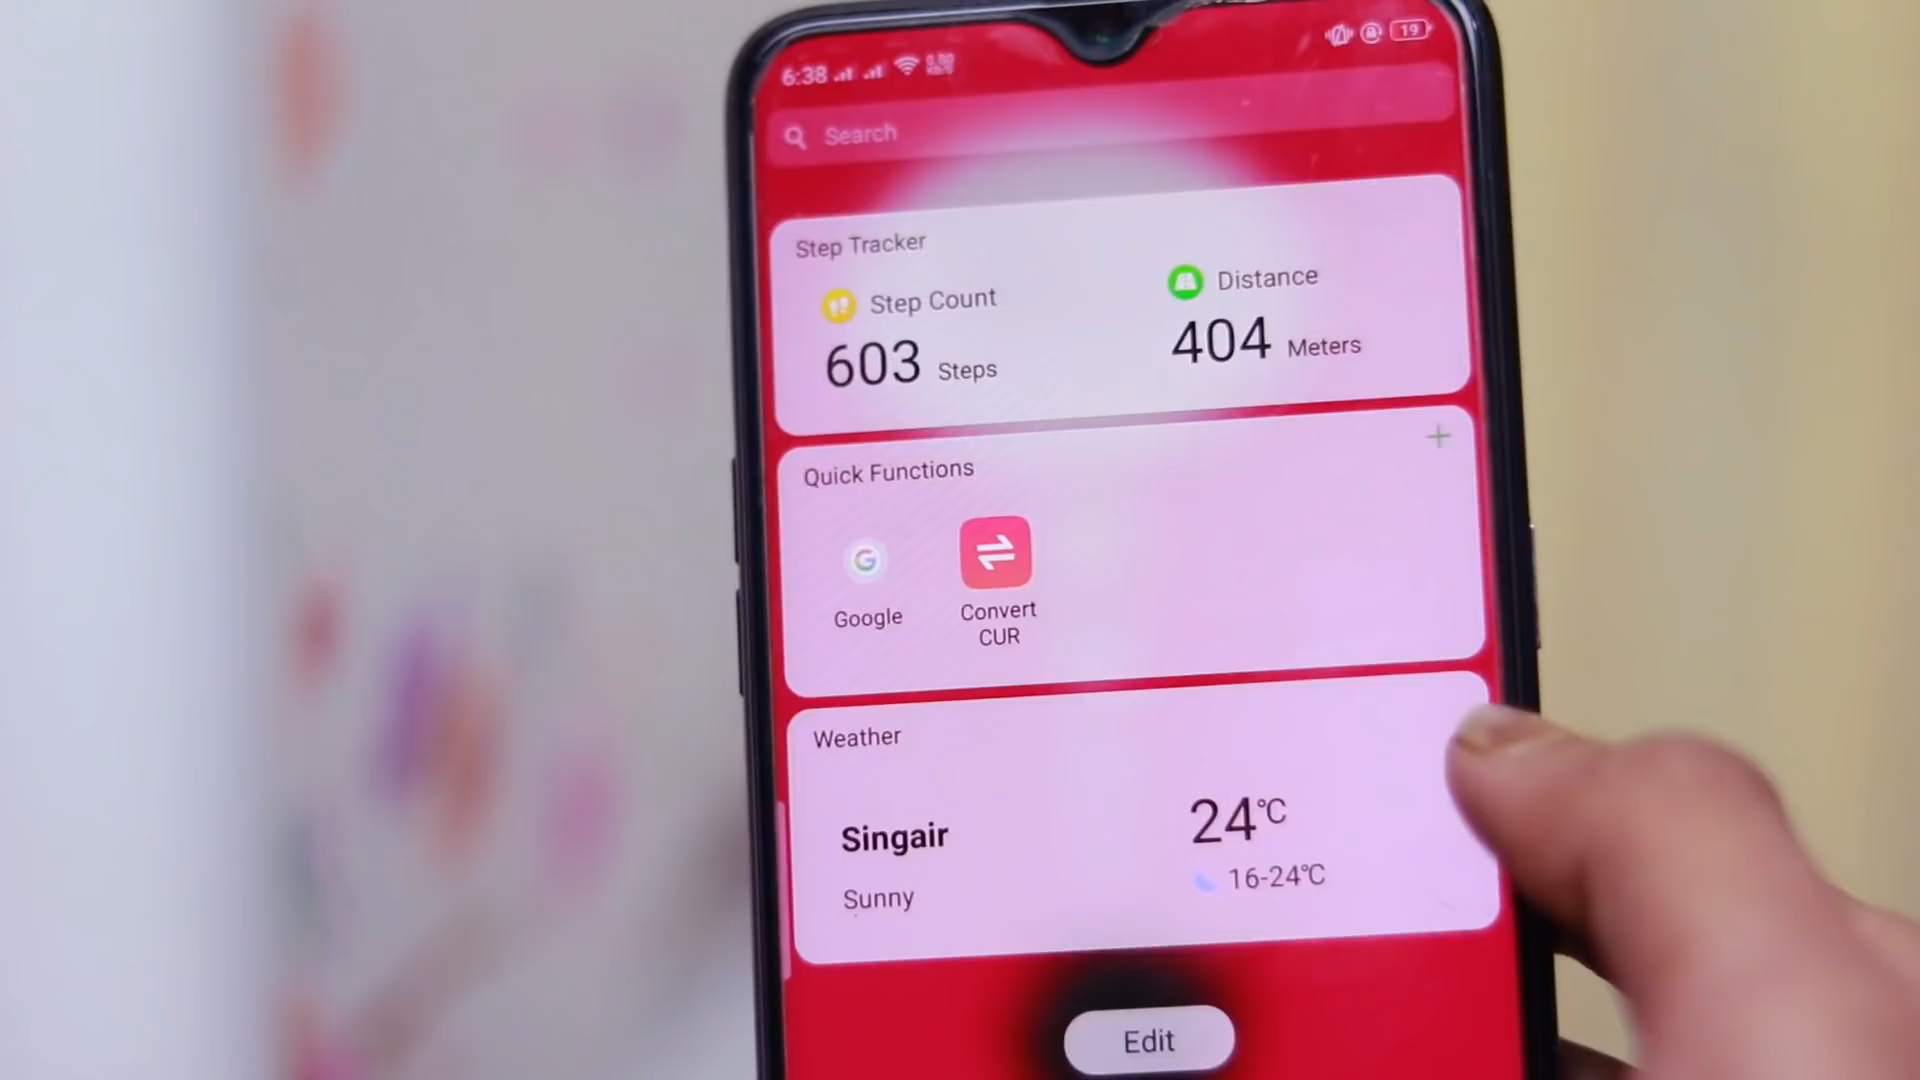 6:38
19
Search
Step Tracker
Step Count
Distance
603 Steps
404 Meters
Quick Functions
Google
Convert
CUR
Weather
Singair
24℃
Sunny
16-24℃
Edit